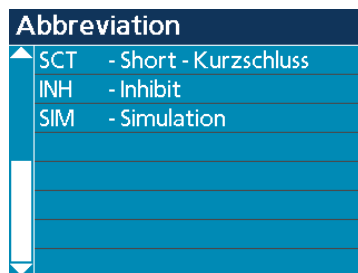 Abbreviation
SCT - Short - Kurzschluss
INH - Inhibit
SIM - Simulation